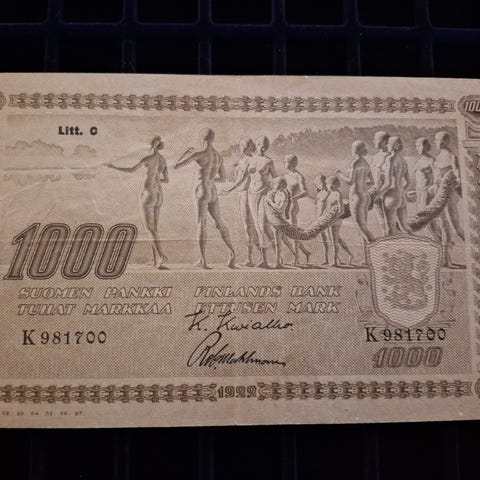 Litt. C
1000
SUOMEN PANKKI FINLANDS BANK
TUHAT MARKKAA ETTUSEN MARK
K 981700 K 981700
1000
1922